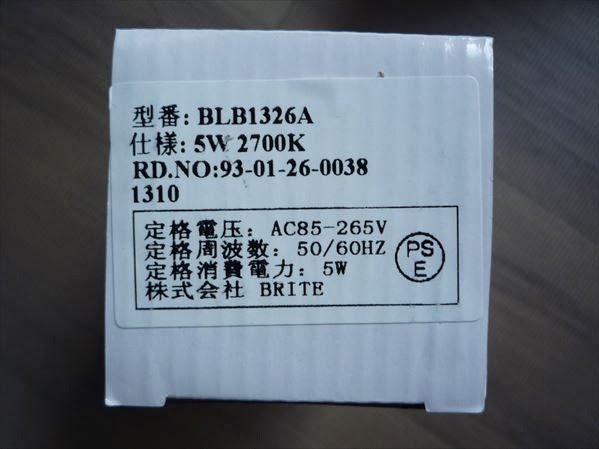 型番: BLB1326A
仕様: 5W 2700K
RD.NO:93-01-26-0038
1310
定格電压: AC85-265V
定格周波数: 50/60HZ
定格消費電力: 5W
株式会社 BRITE
PS
E